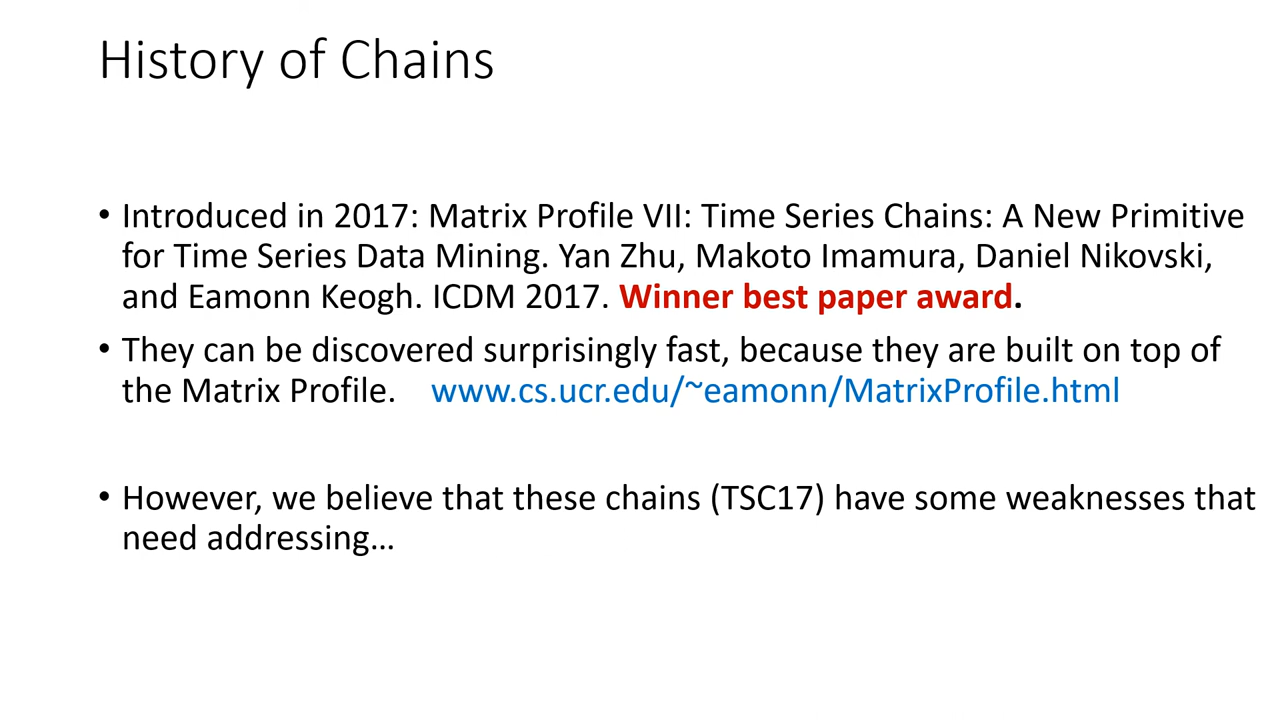 History of Chains
• Introduced in 2017: Matrix Profile VII: Time Series Chains: A New Primitive
for Time Series Data Mining. Yan Zhu, Makoto Imamura, Daniel Nikovski,
and Eamonn Keogh. ICDM 2017. Winner best paper award.
• They can be discovered surprisingly fast, because they are built on top of
the Matrix Profile. www.cs.ucr.edu/~eamonn/MatrixProfile.html
• However, we believe that these chains (TSC17) have some weaknesses that
need addressing…